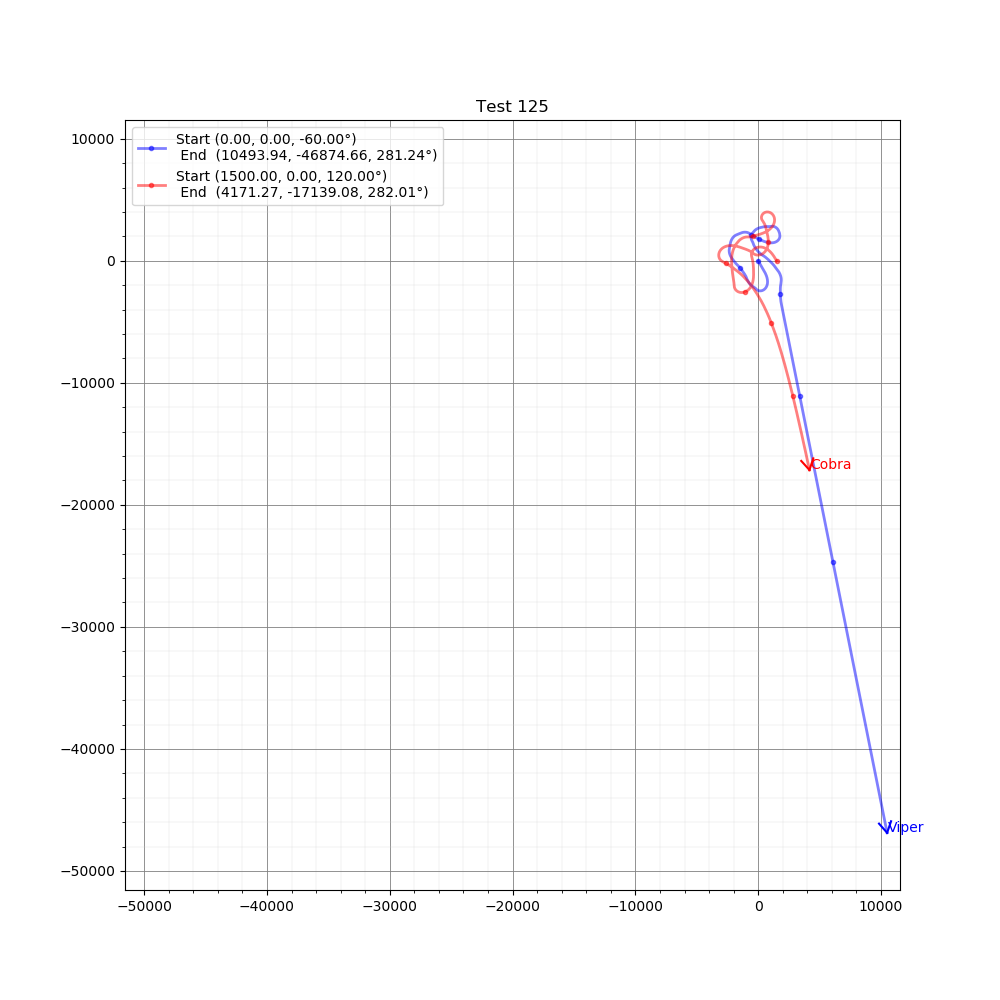 Test 125
Start (0.00, 0.00, -60.00°)
End (10493.94, -46874.66, 281.24°)
Start (1500.00, 0.00, 120.00°)
End (4171.27, -17139.08, 282.01°)
10000
0
−10000
−20000
−30000
−40000
−50000
Cobra
Viper
−50000
−40000
−30000
−20000
−10000
0
10000